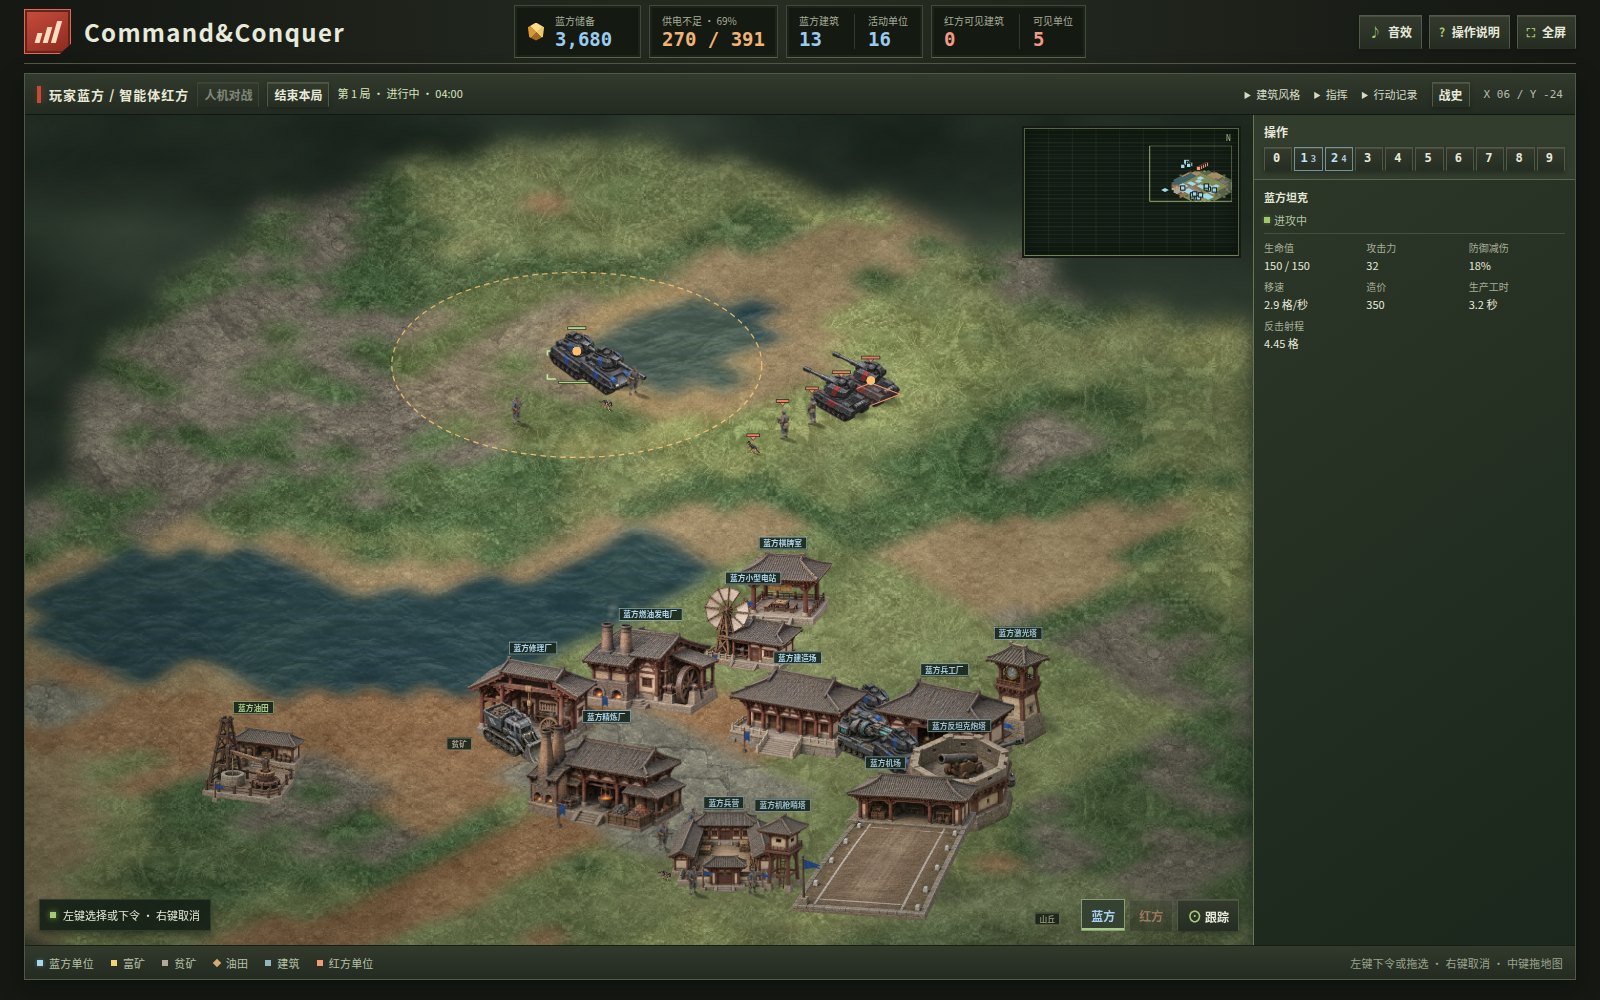 Command&Conquer
蓝方储备
3,680
供电不足 · 69%
270 / 391
蓝方建筑
13
活动单位
16
红方可见建筑
0
可见单位
5
♪ 音效
? 操作说明
全屏
玩家蓝方 / 智能体红方
人机对战
结束本局
第 1 局 · 进行中 · 04:00
▶ 建筑风格
▶ 指挥
▶ 行动记录
战史
X 06 / Y -24
N
操作
0
1 3
2 4
3
4
5
6
7
8
9
蓝方坦克
进攻中
生命值
攻击力
防御减伤
150 / 150
32
18%
移速
造价
生产工时
2.9 格/秒
350
3.2 秒
反击射程
4.45 格
蓝方棋牌室
蓝方小型电站
蓝方燃油发电厂
蓝方激光塔
蓝方修理厂
蓝方建造场
蓝方兵工厂
蓝方油田
蓝方精炼厂
蓝方反坦克炮塔
贫矿
蓝方机场
蓝方兵营
蓝方机枪哨塔
山丘
左键选择或下令 · 右键取消
蓝方
红方
跟踪
蓝方单位
富矿
贫矿
油田
建筑
红方单位
左键下令或拖选 · 右键取消 · 中键拖地图